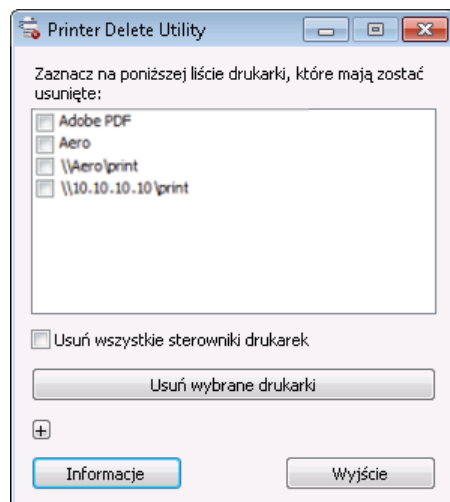 Printer Delete Utility
Zaznacz na poniższej liście drukarki, które mają zostać
usunięte:
Adobe PDF
Aero
\\Aero\print
\\10.10.10.10\print
Usuń wszystkie sterowniki drukarek
Usuń wybrane drukarki
Informacje
Wyjście